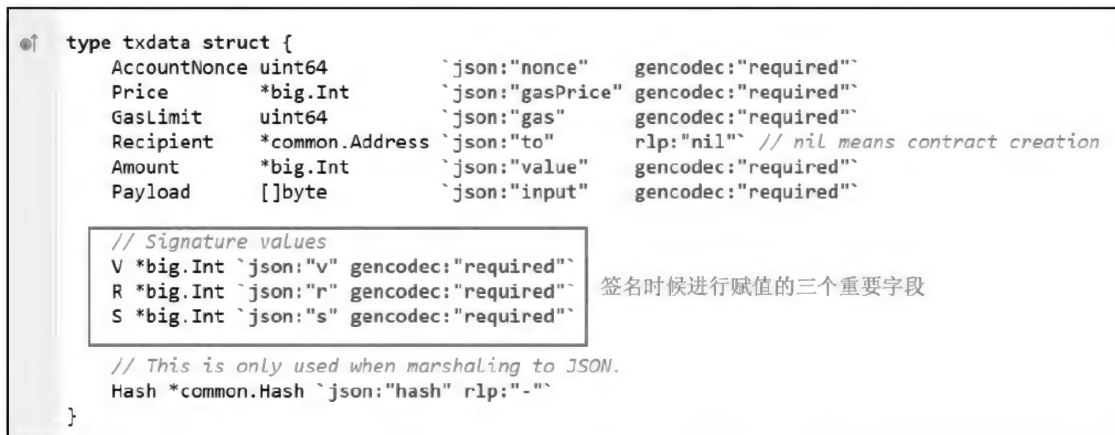 type txdata struct {
AccountNonce uint64 `json:"nonce" gencodec:"required"`
Price *big.Int `json:"gasPrice" gencodec:"required"`
GasLimit uint64 `json:"gas" gencodec:"required"`
Recipient *common.Address `json:"to" rlp:"nil"` // nil means contract creation
Amount *big.Int `json:"value" gencodec:"required"`
Payload []byte `json:"input" gencodec:"required"`
// Signature values
V *big.Int `json:"v" gencodec:"required"`
R *big.Int `json:"r" gencodec:"required"` 签名时候进行赋值的三个重要字段
S *big.Int `json:"s" gencodec:"required"`
// This is only used when marshaling to JSON.
Hash *common.Hash `json:"hash" rlp:"-"`
}